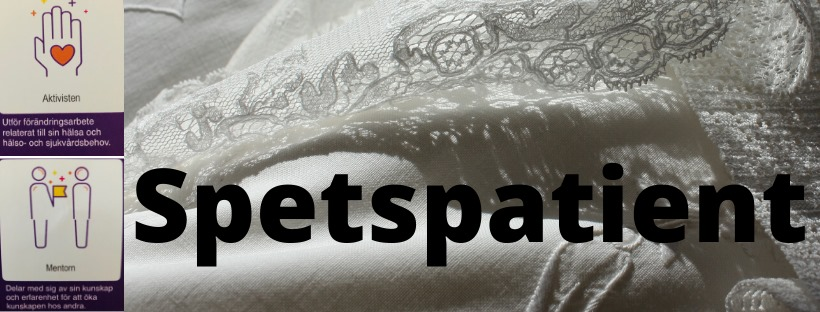 Aktivisten
Utför förändringsarbete
relaterat till sin hälsa och
hälso- och sjukvårdsbehov.
Mentorn
Delar med sig av sin kunskap
och erfarenhet för att öka
kunskapen hos andra.
Spetspatient